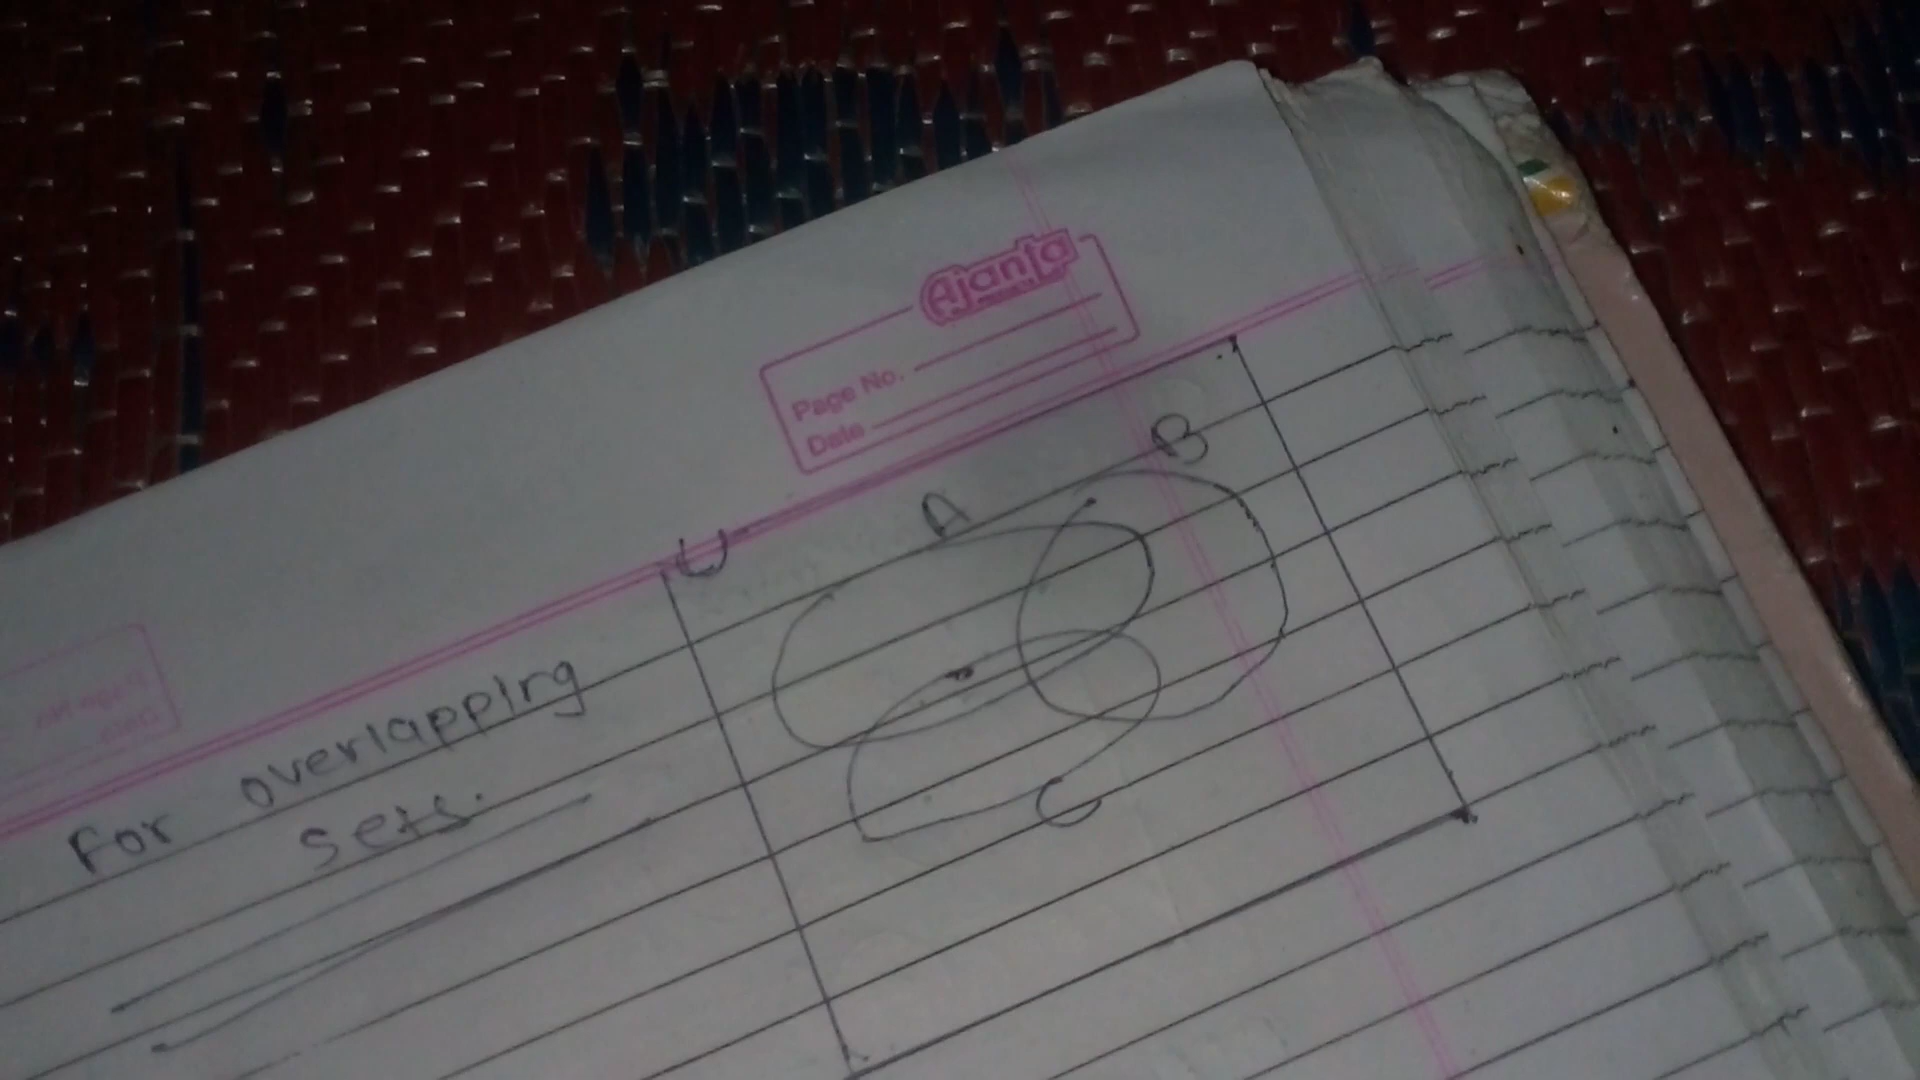 Ajanta
Page No.
Date
U
A
B
C
For overlapping
sets.